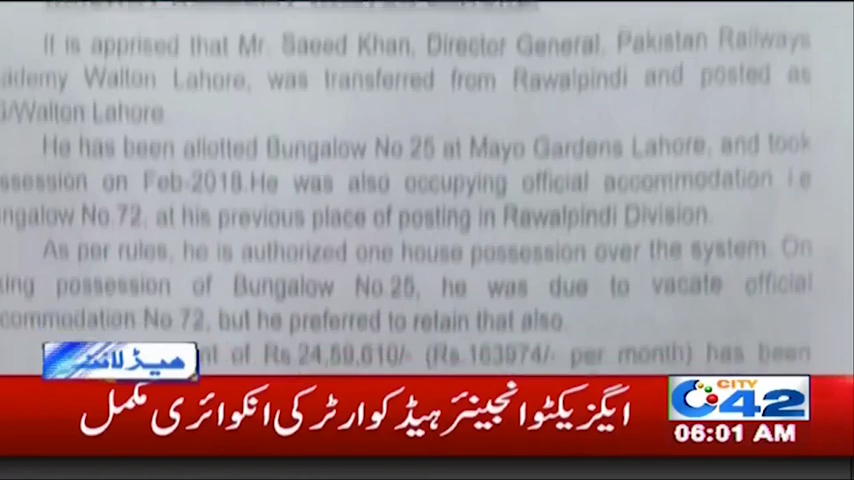 It is apprised that Mr. Saeed Khan, Director General, Pakistan Railways
ademy Walton Lahore, was transferred from Rawalpindi and posted as
G/Walton Lahore
He has been allotted Bungalow No 25 at Mayo Gardens Lahore, and took
ssession on Feb-2018.He was also occupying official accommodation i.e
ngalow No.72, at his previous place of posting in Rawalpindi Division.
As per rules, he is authorized one house possession over the system. On
king possession of Bungalow No.25, he was due to vacate official
commodation No 72, but he preferred to retain that also.
nt of Rs.24,59,610/- (Rs.163974/- per month) has been
ہیڈ لائنز
ایگزیکٹو انجینئر ہیڈ کوارٹر کی انکوائری مکمل
CITY
42
06:01 AM